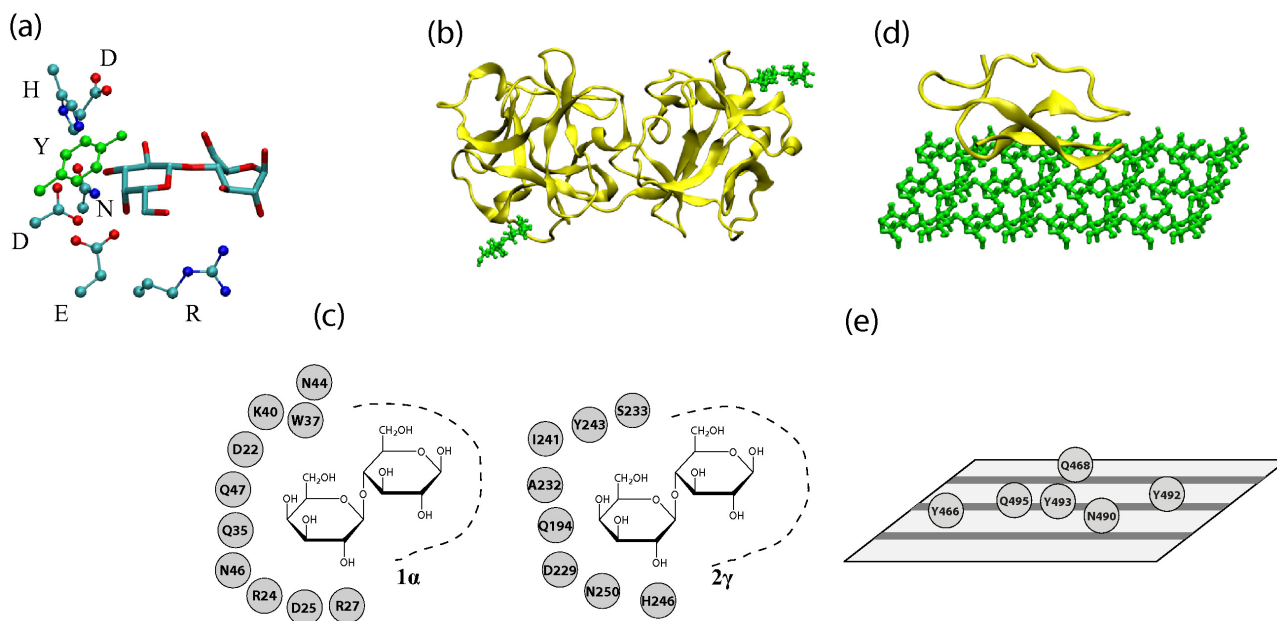 (a)
D
H
Y
N
D
E
R
(b)
(d)
(c)
N44
K40
W37
D22
Q47
Q35
N46
R24
D25
R27
CH₂OH
O
OH
OH
O
OH
CH₂OH
O
OH
OH
OH
1α
S233
Y243
I241
A232
Q194
D229
N250
H246
CH₂OH
O
OH
OH
O
OH
CH₂OH
O
OH
OH
OH
2γ
(e)
Q468
Y466
Q495
Y493
N490
Y492